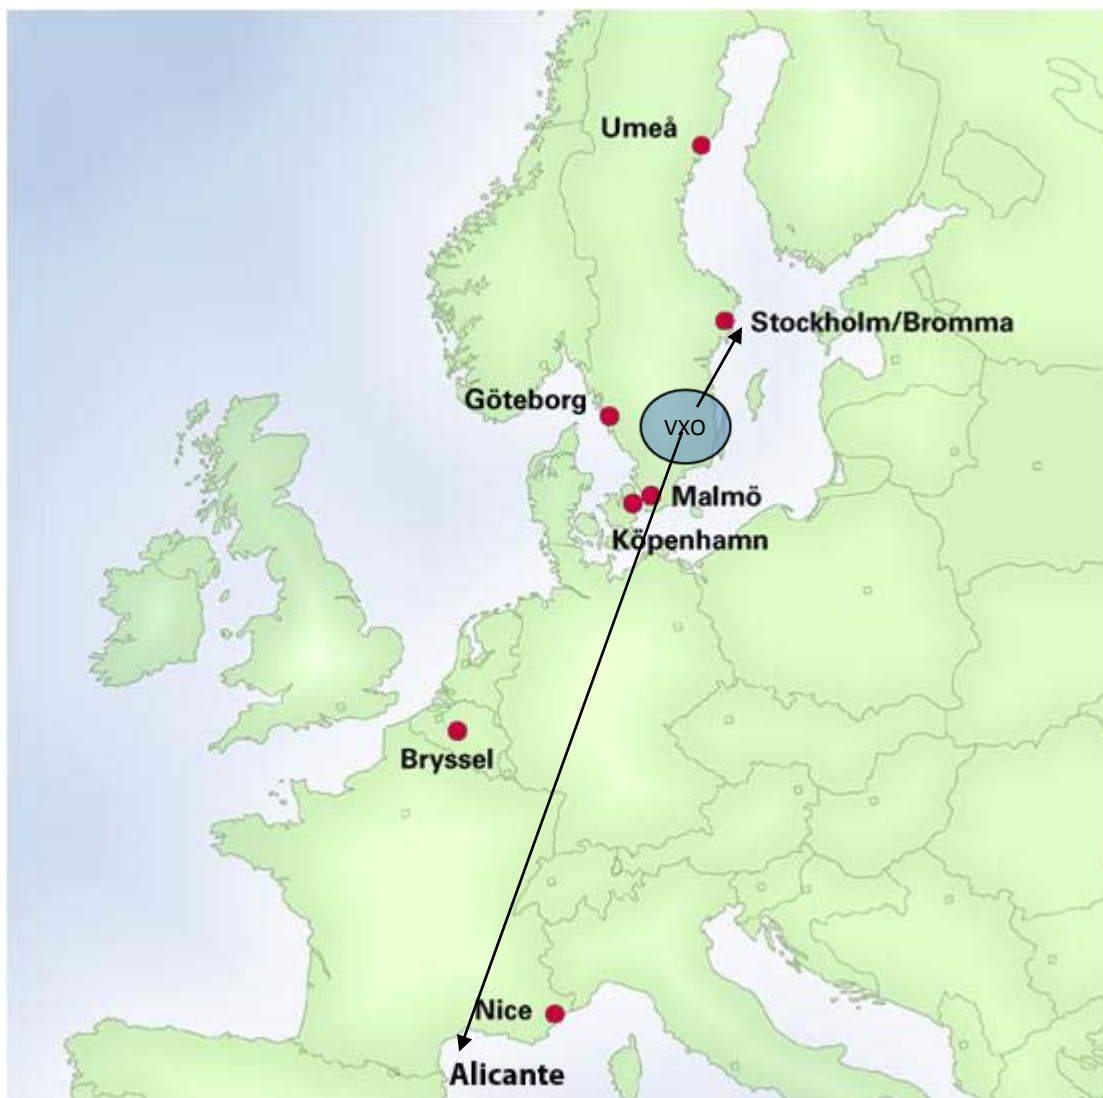 Umeå
Stockholm/Bromma
Göteborg
VXO
Malmö
Köpenhamn
Bryssel
Nice
Alicante